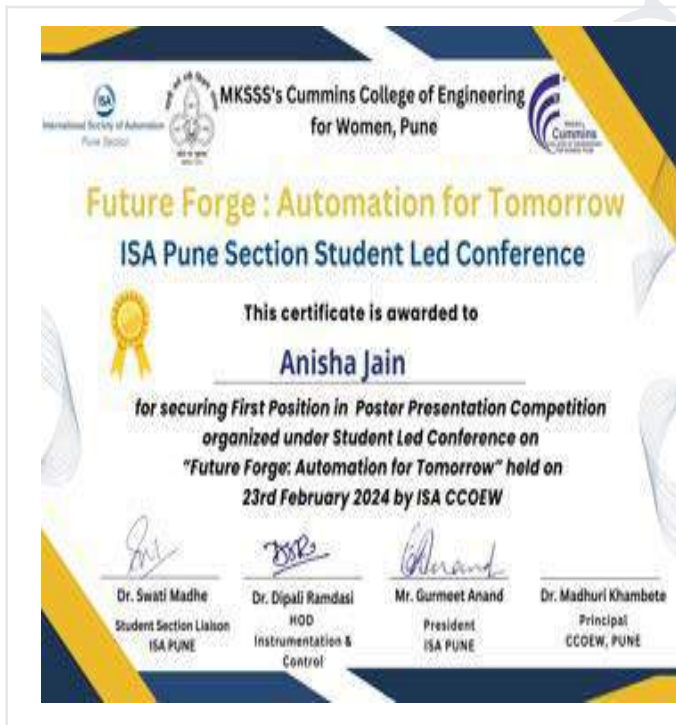 ISA
International Society of Automation
Pune Section
MKSSS's Cummins College of Engineering
for Women, Pune
Cummins
Future Forge : Automation for Tomorrow
ISA Pune Section Student Led Conference
This certificate is awarded to
Anisha Jain
for securing First Position in Poster Presentation Competition
organized under Student Led Conference on
"Future Forge: Automation for Tomorrow" held on
23rd February 2024 by ISA CCOEW
Dr. Swati Madhe
Student Section Liaison
ISA PUNE
Dr. Dipali Ramdasi
HOD
Instrumentation &
Control
Mr. Gurmeet Anand
President
ISA PUNE
Dr. Madhuri Khambete
Principal
CCOEW, PUNE